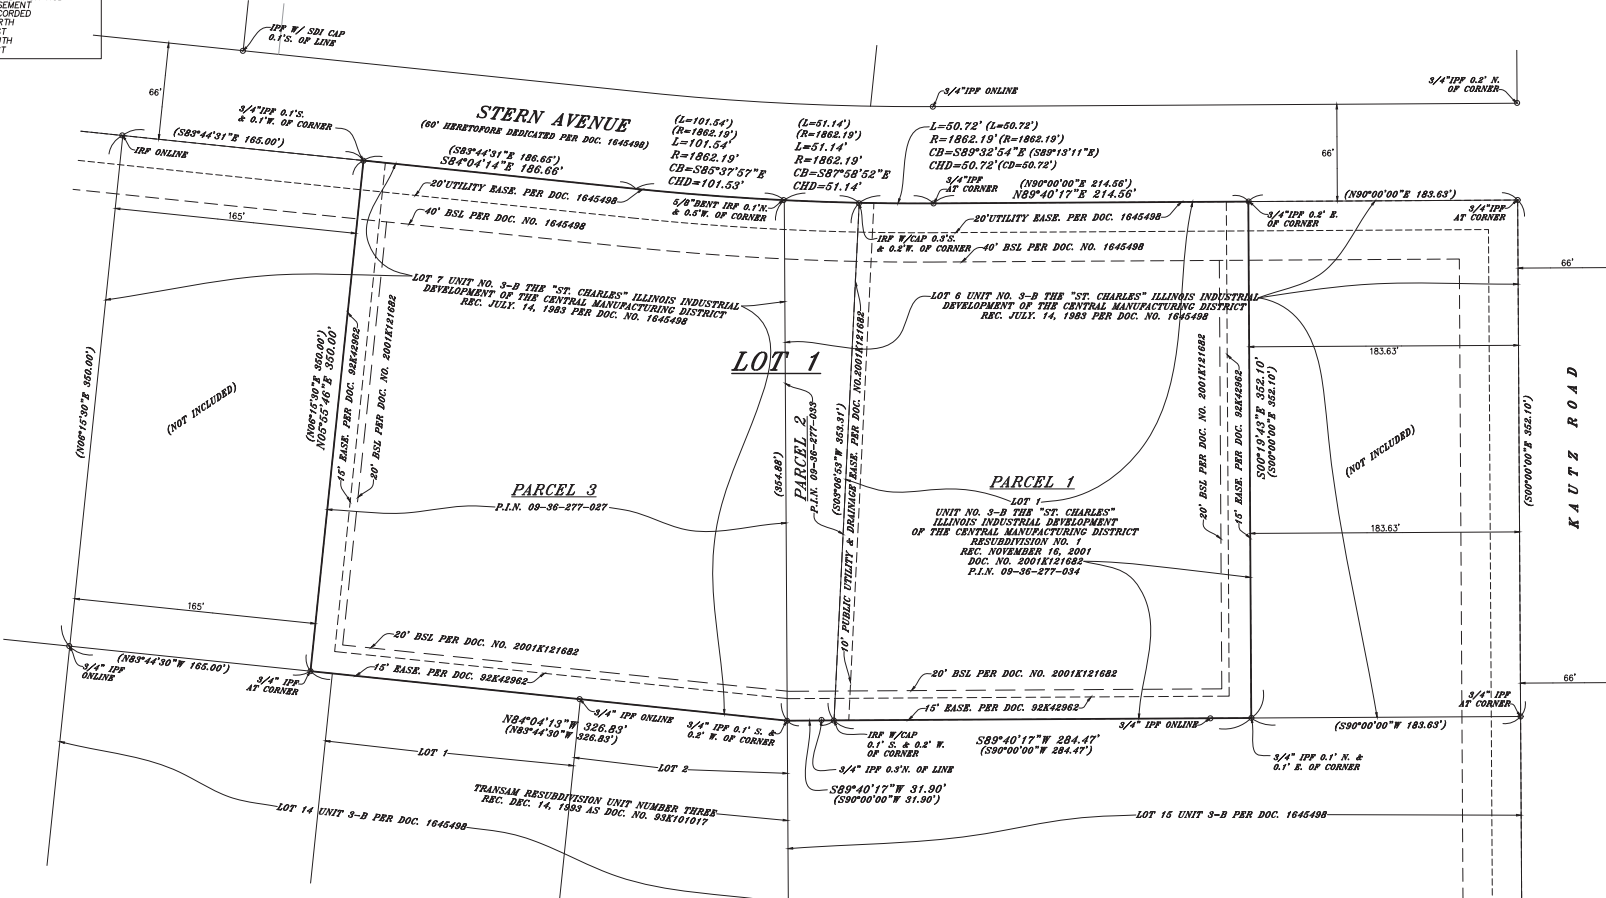 SEMENT
CORDED
RTH
CT
TH
T
IPF W/ SDI CAP
0.1'S. OF LINE
66'
3/4"IPF 0.1'S.
& 0.1'W. OF CORNER
(S83°44'31"E 165.00')
IRF ONLINE
STERN AVENUE
(60' HERETOFORE DEDICATED PER DOC. 1645498)
(S83°44'31"E 186.65')
S84°04'14"E 186.66'
(L=101.54')
(R=1862.19')
L=101.54'
R=1862.19'
CB=S85°37'57"E
CHD=101.53'
(L=51.14')
(R=1862.19')
L=51.14'
R=1862.19'
CB=S87°58'52"E
CHD=51.14'
3/4"IPF ONLINE
L=50.72' (L=50.72')
R=1862.19' (R=1862.19')
CB=S89°32'54"E (S89°13'11"E)
CHD=50.72' (CD=50.72')
3/4"IPF
AT CORNER
(N90°00'00"E 214.56')
N89°40'17"E 214.56'
3/4"IPF 0.2' N.
OF CORNER
66'
(N90°00'00"E 183.63')
3/4"IPF
AT CORNER
20'UTILITY EASE. PER DOC. 1645498
40' BSL PER DOC. NO. 1645498
5/8"BENT IRF 0.1'N.
& 0.5'W. OF CORNER
165'
20'UTILITY EASE. PER DOC. 1645498
3/4"IPF 0.2' E.
OF CORNER
IRF W/CAP 0.3'S.
& 0.2'W. OF CORNER
40' BSL PER DOC. NO. 1645498
66'
LOT 7 UNIT NO. 3-B THE "ST. CHARLES" ILLINOIS INDUSTRIAL
DEVELOPMENT OF THE CENTRAL MANUFACTURING DISTRICT
REC. JULY. 14, 1983 PER DOC. NO. 1645498
LOT 6 UNIT NO. 3-B THE "ST. CHARLES" ILLINOIS INDUSTRIAL
DEVELOPMENT OF THE CENTRAL MANUFACTURING DISTRICT
REC. JULY. 14, 1983 PER DOC. NO. 1645498
LOT 1
183.63'
(N06°15'30"E 350.00')
(NOT INCLUDED)
(N06°15'30"E 350.00')
N05°55'46"E 350.00'
15' EASE. PER DOC. 92K42962
20' BSL PER DOC. NO. 2001K121682
(354.88')
PARCEL 2
P.I.N. 09-36-277-033
(S03°06'53"W 353.31')
10' PUBLIC UTILITY & DRAINAGE EASE. PER DOC. NO.2001K121682
20' BSL PER DOC. NO. 2001K121682
15' EASE. PER DOC. 92K42962
S00°19'43"E 352.10'
(S00°00'00"E 352.10')
(NOT INCLUDED)
(S00°00'00"E 352.10')
KAUTZ ROAD
PARCEL 3
P.I.N. 09-36-277-027
PARCEL 1
LOT 1
UNIT NO. 3-B THE "ST. CHARLES"
ILLINOIS INDUSTRIAL DEVELOPMENT
OF THE CENTRAL MANUFACTURING DISTRICT
RESUBDIVISION NO. 1
REC. NOVEMBER 16, 2001
DOC. NO. 2001K121682
P.I.N. 09-36-277-034
183.63'
165'
20' BSL PER DOC. NO. 2001K121682
15' EASE. PER DOC. 92K42962
(N83°44'30"W 165.00')
3/4" IPF
ONLINE
3/4" IPF
AT CORNER
20' BSL PER DOC. NO. 2001K121682
15' EASE. PER DOC. 92K42962
66'
3/4" IPF
AT CORNER
3/4" IPF ONLINE
N84°04'13"W 326.83'
(N83°44'30"W 326.83')
3/4" IPF 0.1' S. &
0.2' W. OF CORNER
IRF W/CAP
0.1' S. & 0.2' W.
OF CORNER
3/4" IPF ONLINE
S89°40'17"W 284.47'
(S90°00'00"W 284.47')
(S90°00'00"W 183.63')
3/4" IPF 0.1' N. &
0.1' E. OF CORNER
LOT 1
LOT 2
3/4" IPF 0.3'N. OF LINE
S89°40'17"W 31.90'
(S90°00'00"W 31.90')
TRANSAM RESUBDIVISION UNIT NUMBER THREE
REC. DEC. 14, 1993 AS DOC. NO. 93K101017
LOT 14 UNIT 3-B PER DOC. 1645498
LOT 15 UNIT 3-B PER DOC. 1645498